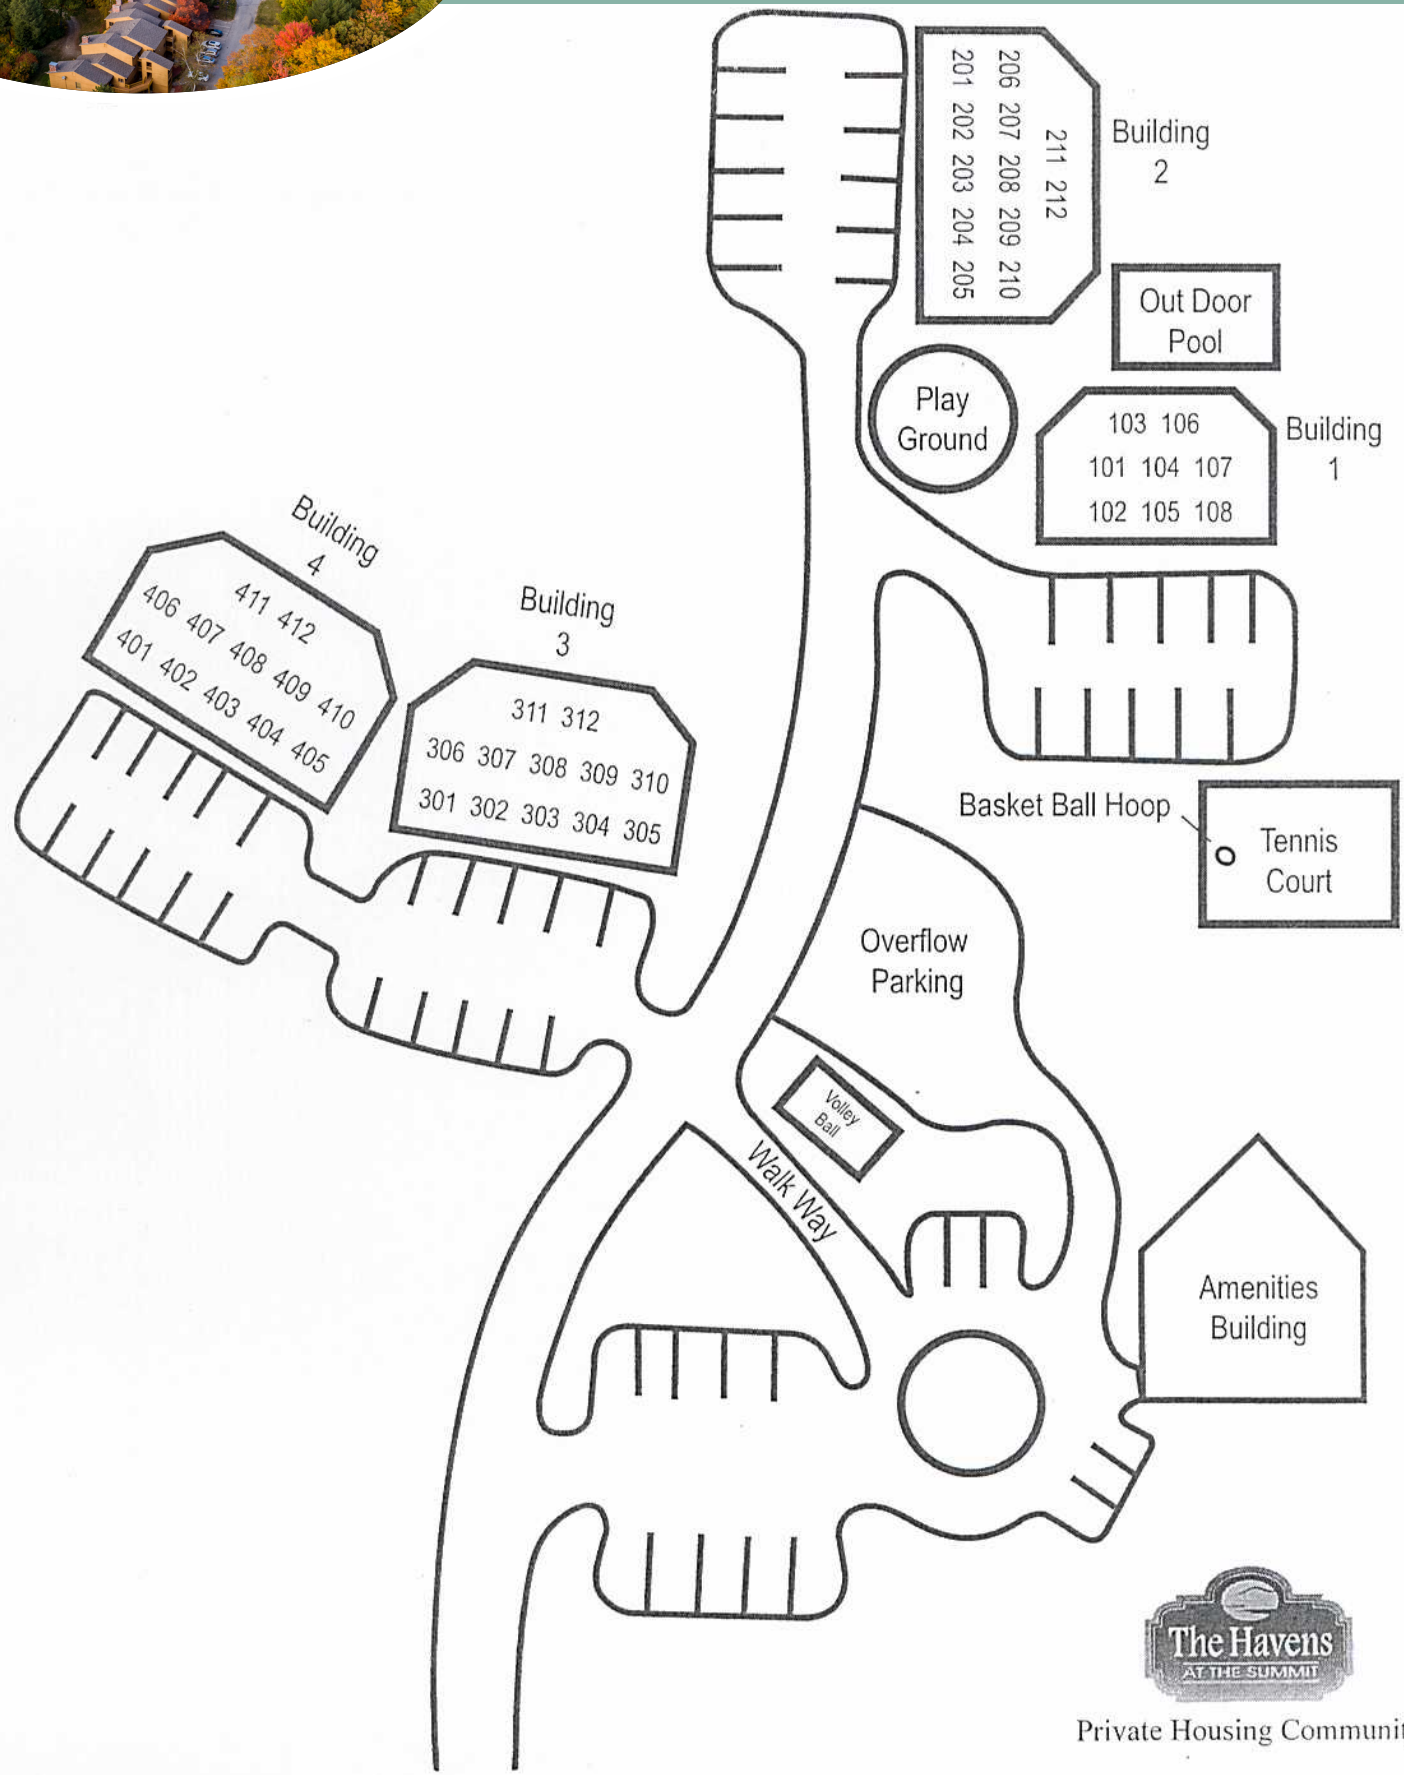 201 202 203 204 205
206 207 208 209 210
211 212
Building
2
Out Door
Pool
Play
Ground
103 106
101 104 107
102 105 108
Building
1
Building
4
411 412
406 407 408 409 410
401 402 403 404 405
Building
3
311 312
306 307 308 309 310
301 302 303 304 305
Basket Ball Hoop
Tennis
Court
Overflow
Parking
Volley
Ball
Walk Way
Amenities
Building
The Havens
AT THE SUMMIT
Private Housing Communit